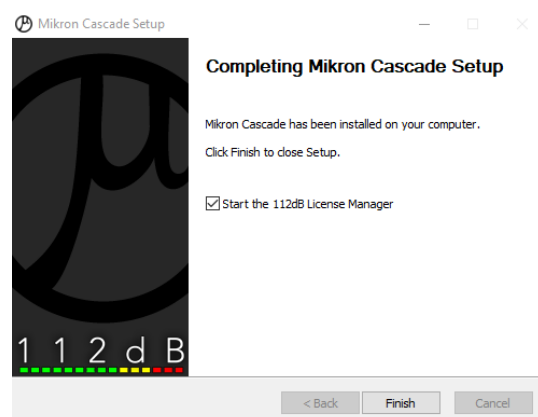 Mikron Cascade Setup
Completing Mikron Cascade Setup
Mikron Cascade has been installed on your computer.
Click Finish to close Setup.
Start the 112dB License Manager
112dB
< Back
Finish
Cancel